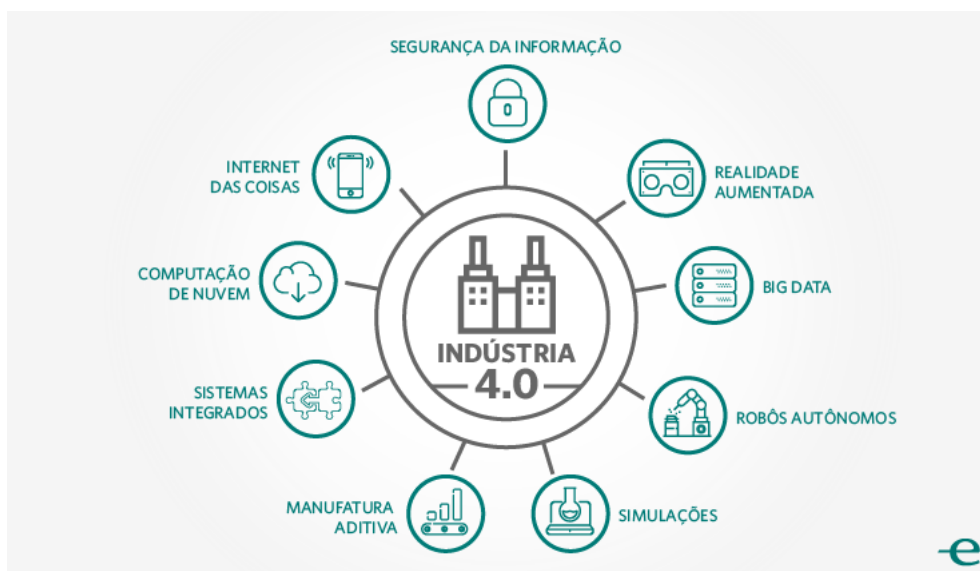 SEGURANÇA DA INFORMAÇÃO
INTERNET
DAS COISAS
REALIDADE
AUMENTADA
COMPUTAÇÃO
DE NUVEM
BIG DATA
INDÚSTRIA
4.0
SISTEMAS
INTEGRADOS
ROBÔS AUTÔNOMOS
MANUFATURA
ADITIVA
SIMULAÇÕES
e